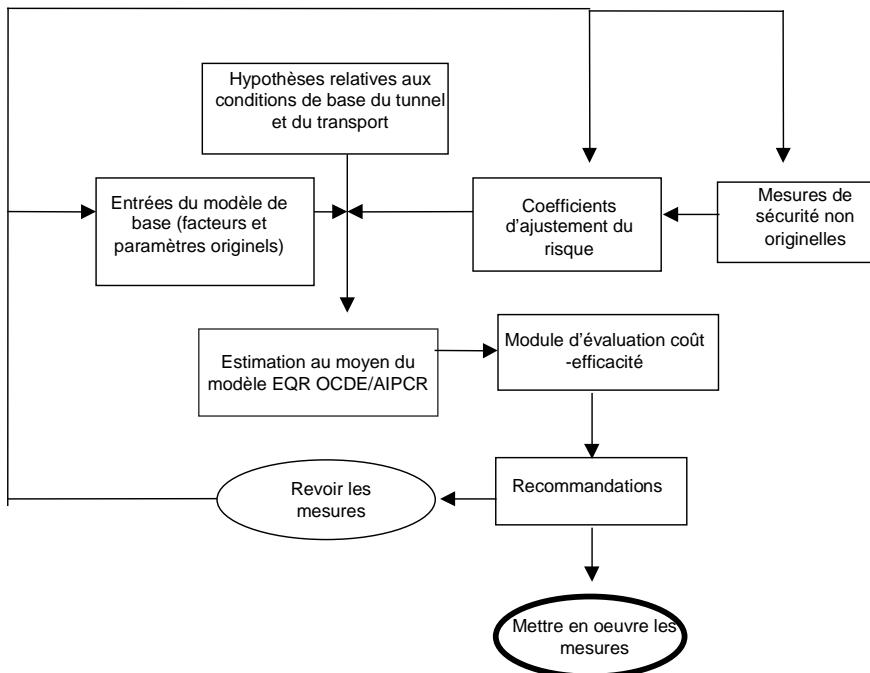 Hypothèses relatives aux
conditions de base du tunnel
et du transport
Entrées du modèle de
base (facteurs et
paramètres originels)
Coefficients
d'ajustement du
risque
Mesures de
sécurité non
originelles
Estimation au moyen du
modèle EQR OCDE/AIPCR
Module d'évaluation coût
-efficacité
Revoir les
mesures
Recommandations
Mettre en oeuvre les
mesures